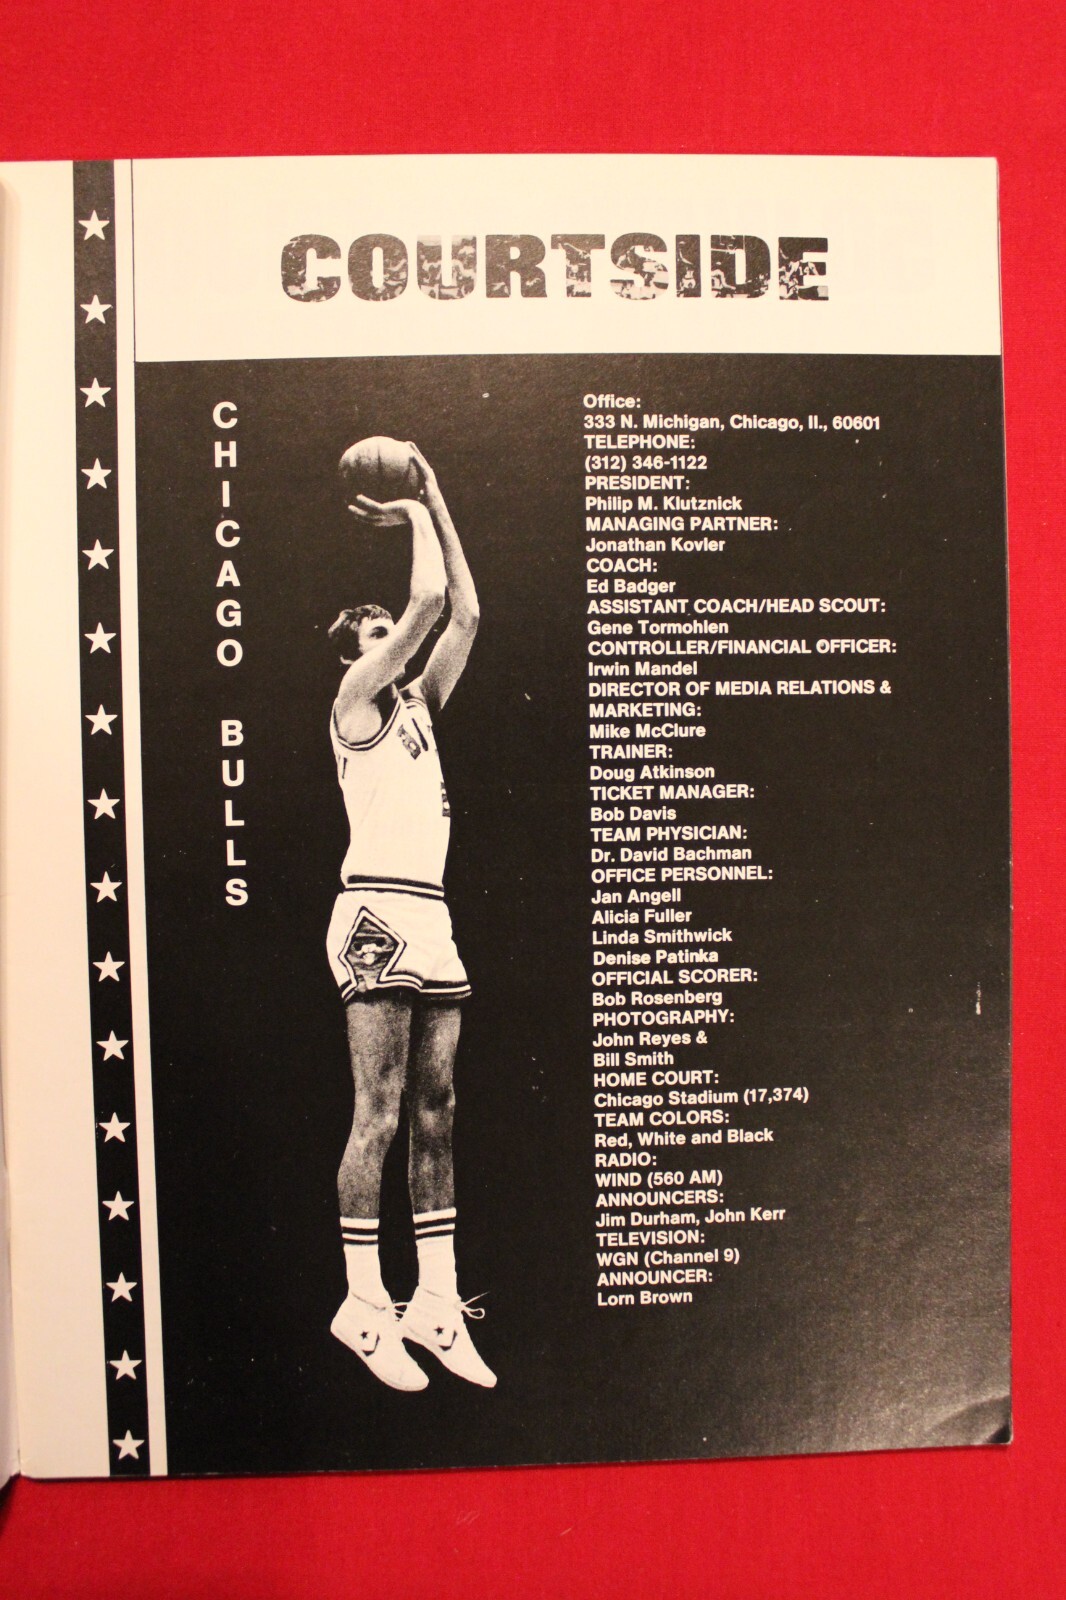 COURTSIDE
CHICAGO BULLS
Office:
333 N. Michigan, Chicago, Il., 60601
TELEPHONE:
(312) 346-1122
PRESIDENT:
Philip M. Klutznick
MANAGING PARTNER:
Jonathan Kovler
COACH:
Ed Badger
ASSISTANT COACH/HEAD SCOUT:
Gene Tormohlen
CONTROLLER/FINANCIAL OFFICER:
Irwin Mandel
DIRECTOR OF MEDIA RELATIONS &
MARKETING:
Mike McClure
TRAINER:
Doug Atkinson
TICKET MANAGER:
Bob Davis
TEAM PHYSICIAN:
Dr. David Bachman
OFFICE PERSONNEL:
Jan Angell
Alicia Fuller
Linda Smithwick
Denise Patinka
OFFICIAL SCORER:
Bob Rosenberg
PHOTOGRAPHY:
John Reyes &
Bill Smith
HOME COURT:
Chicago Stadium (17,374)
TEAM COLORS:
Red, White and Black
RADIO:
WIND (560 AM)
ANNOUNCERS:
Jim Durham, John Kerr
TELEVISION:
WGN (Channel 9)
ANNOUNCER:
Lorn Brown